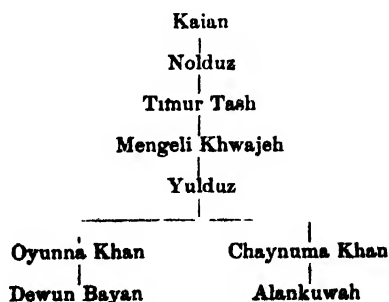 Kaian
Nolduz
Timur Tash
Mengeli Khwajeh
Yulduz
Oyunna Khan Chaynuma Khan
Dewun Bayan Alankuwah